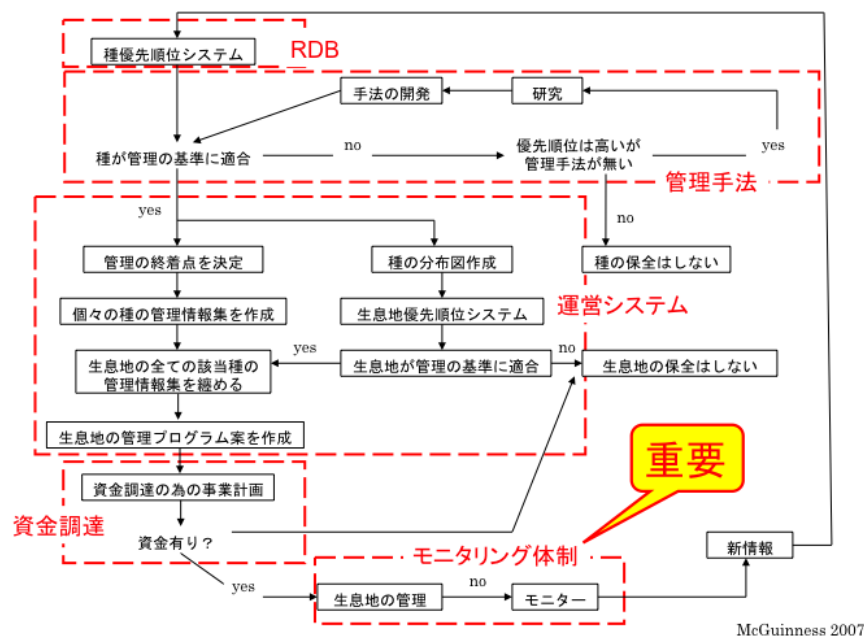 種優先順位システム
RDB
手法の開発
研究
種が管理の基準に適合
no
優先順位は高いが
管理手法が無い
yes
管理手法
yes
no
管理の終着点を決定
種の分布図作成
種の保全はしない
個々の種の管理情報集を作成
生息地優先順位システム
運営システム
生息地の全ての該当種の
管理情報集を纏める
yes
生息地が管理の基準に適合
no
生息地の保全はしない
生息地の管理プログラム案を作成
重要
資金調達の為の事業計画
資金調達
資金有り？
モニタリング体制
新情報
yes
生息地の管理
no
モニター
McGuinness 2007